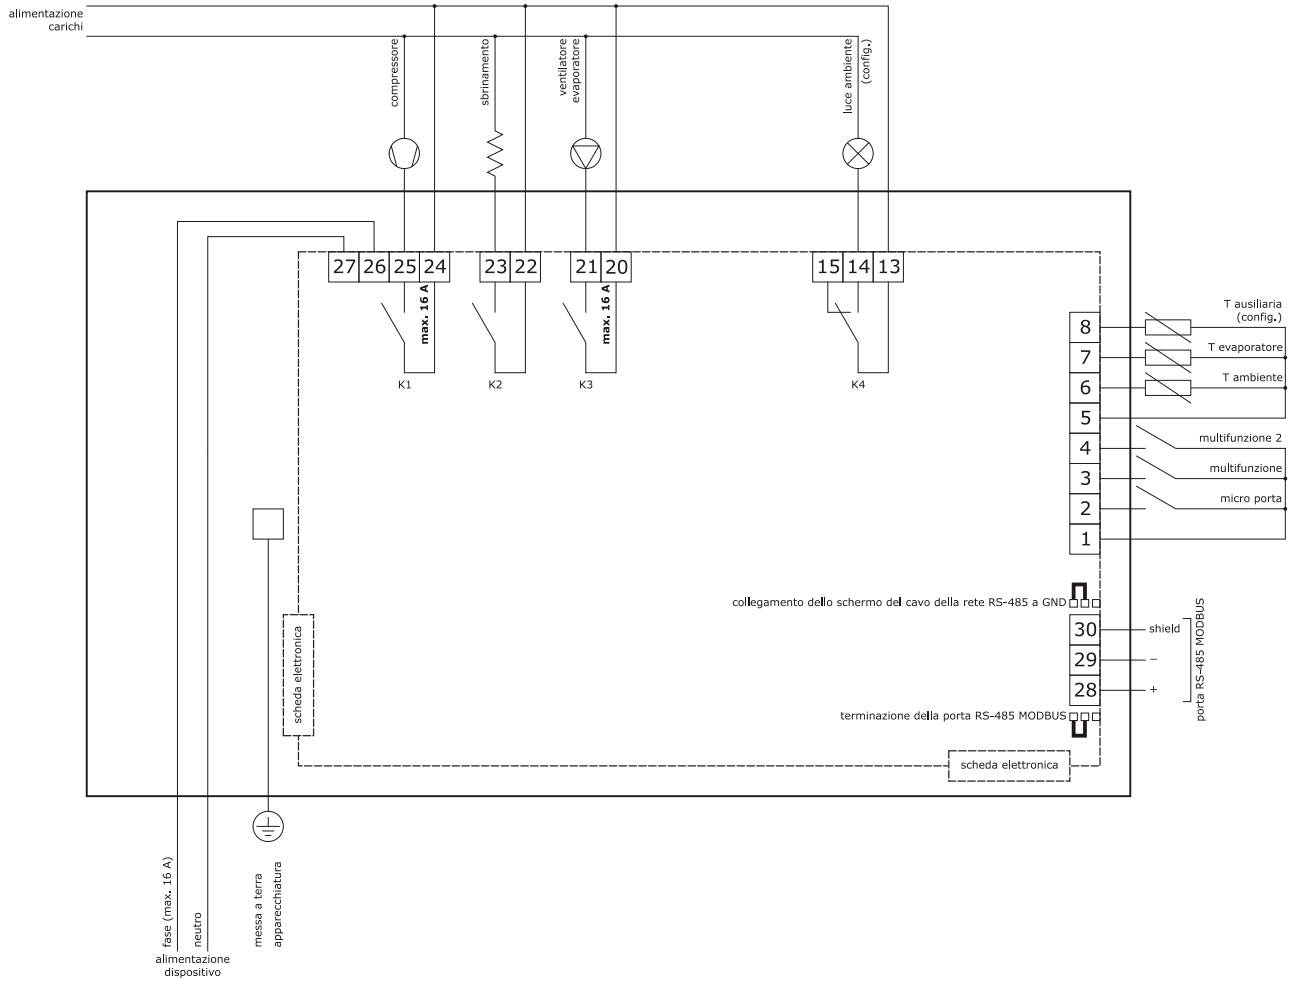 alimentazione
carichi
compressore
sbrinamento
ventilatore
evaporatore
luce ambiente
(config.)
27 26 25 24 23 22 21 20 15 14 13
max. 16 A
max. 16 A
K1 K2 K3 K4
8
7
6
5
4
3
2
1
T ausiliaria
(config.)
T evaporatore
T ambiente
multifunzione 2
multifunzione
micro porta
collegamento dello schermo del cavo della rete RS-485 a GND
30 shield
29 –
28 +
porta RS-485 MODBUS
terminazione della porta RS-485 MODBUS
scheda elettronica
scheda elettronica
fase (max. 16 A)
neutro
alimentazione
dispositivo
messa a terra
apparecchiatura